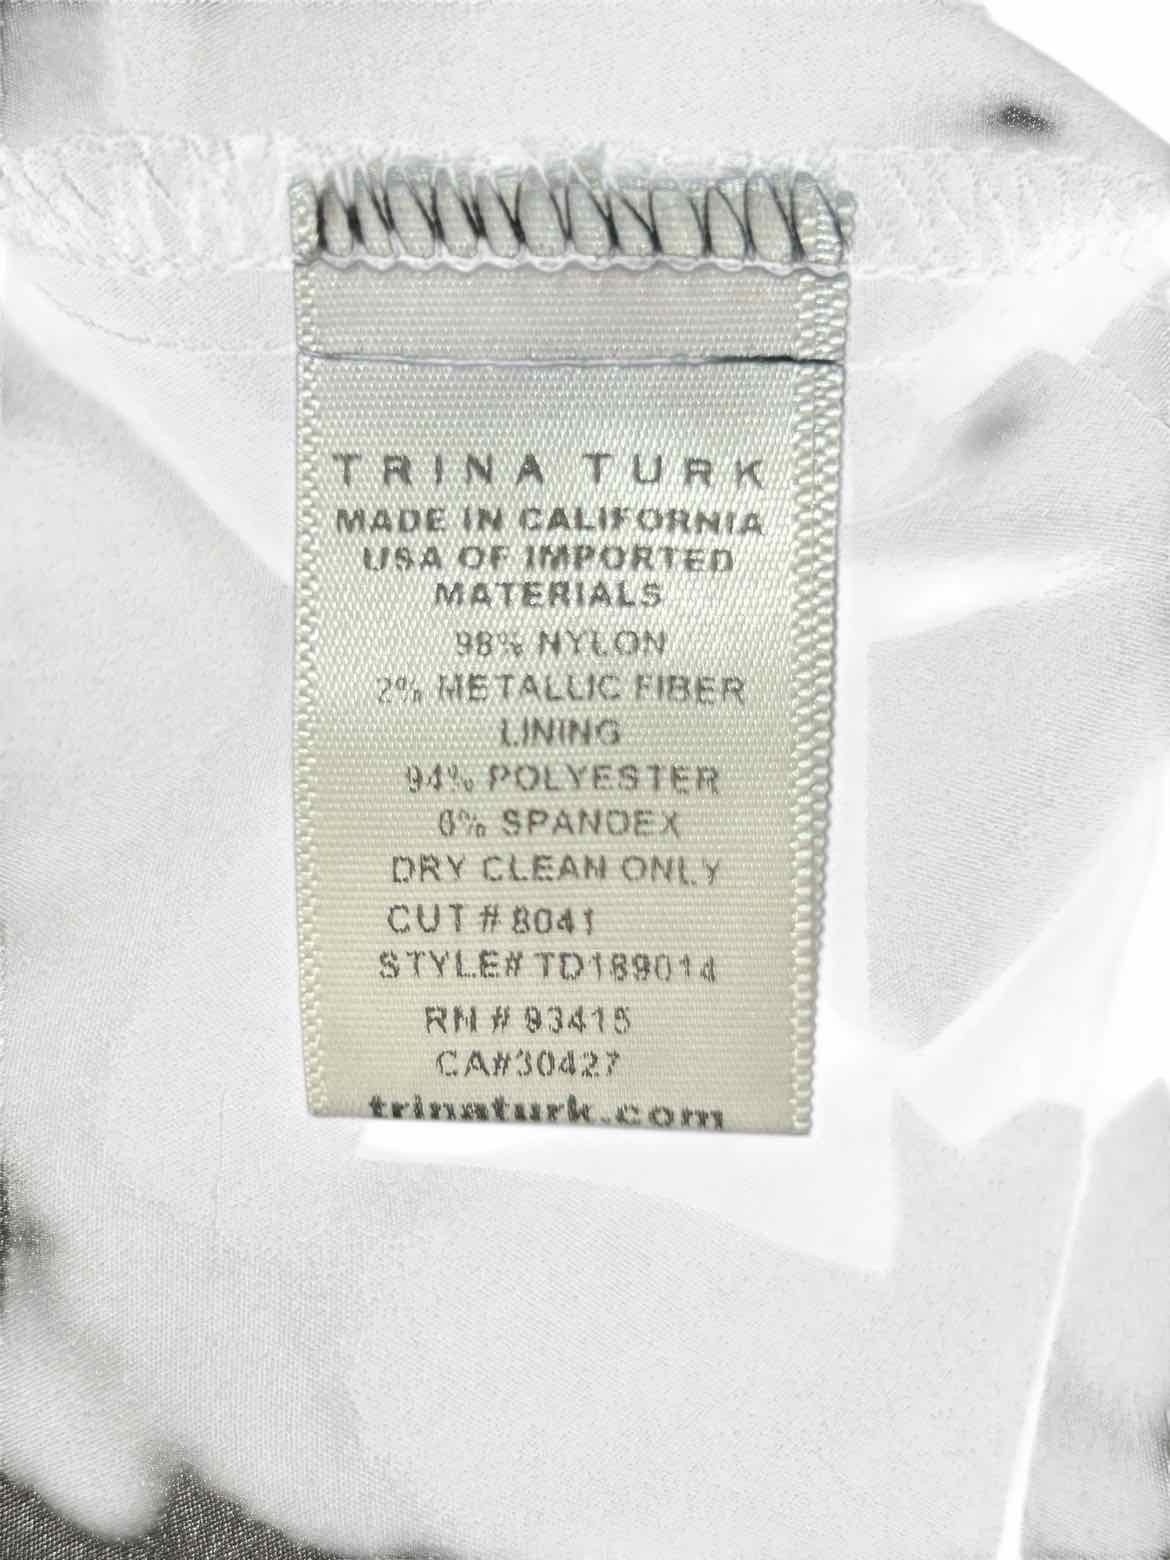 TRINA TURK
MADE IN CALIFORNIA
USA OF IMPORTED
MATERIALS
98% NYLON
2% METALLIC FIBER
LINING
94% POLYESTER
6% SPANDEX
DRY CLEAN ONLY
CUT # 8041
STYLE# TD189014
RN # 93415
CA#30427
trinaturk.com